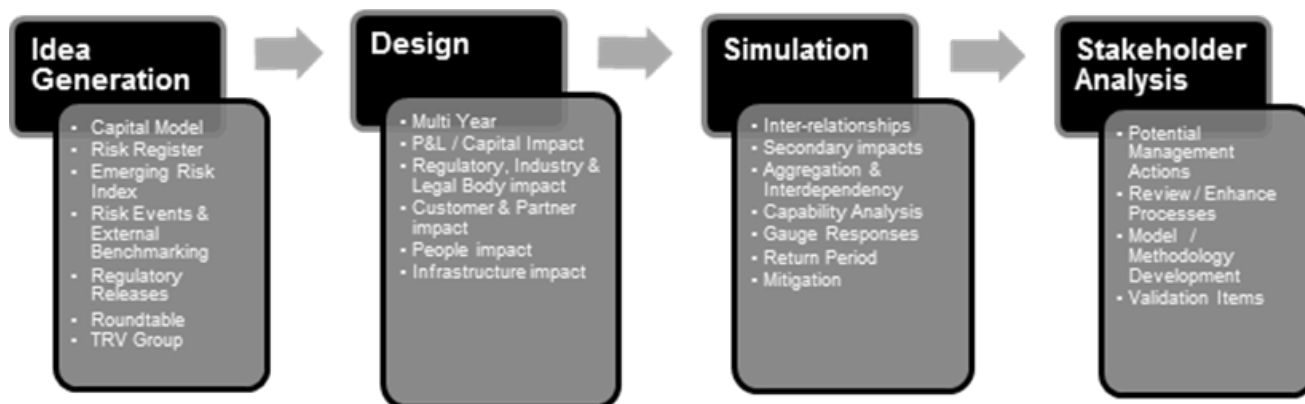 Idea
Generation
• Capital Model
• Risk Register
• Emerging Risk
Index
• Risk Events &
External
Benchmarking
• Regulatory
Releases
• Roundtable
• TRV Group
Design
• Multi Year
• P&L / Capital Impact
• Regulatory, Industry &
Legal Body impact
• Customer & Partner
impact
• People impact
• Infrastructure impact
Simulation
• Inter-relationships
• Secondary impacts
• Aggregation &
Interdependency
• Capability Analysis
• Gauge Responses
• Return Period
• Mitigation
Stakeholder
Analysis
• Potential
Management
Actions
• Review / Enhance
Processes
• Model /
Methodology
Development
• Validation Items